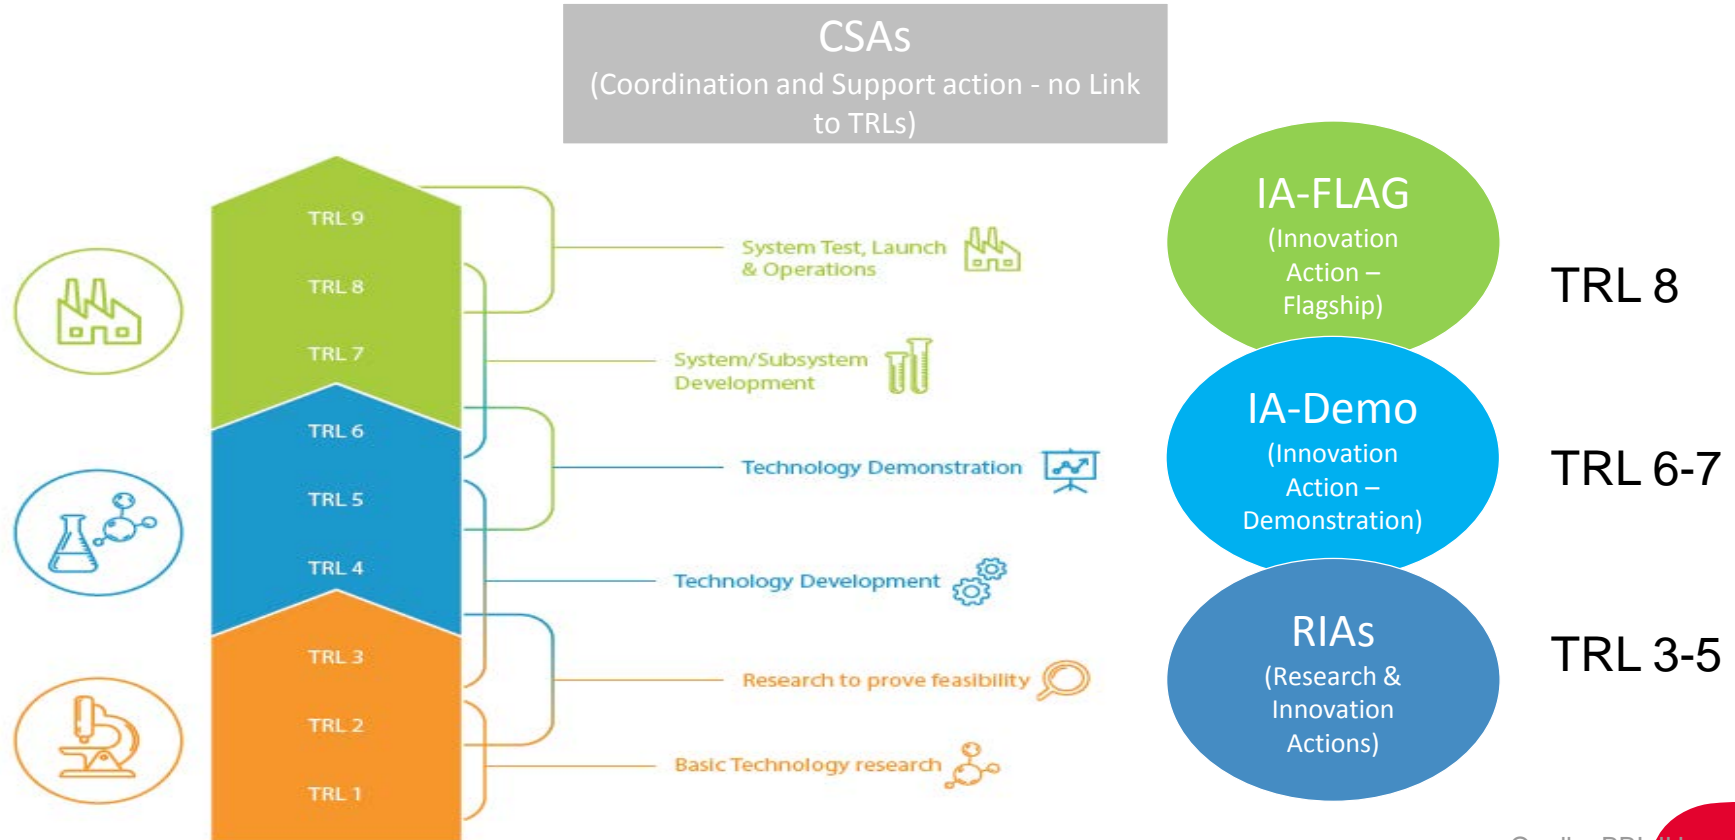 CSAs
(Coordination and Support action - no Link
to TRLs)
TRL 9
TRL 8
TRL 7
TRL 6
TRL 5
TRL 4
TRL 3
TRL 2
TRL 1
System Test, Launch
& Operations
System/Subsystem
Development
Technology Demonstration
Technology Development
Research to prove feasibility
Basic Technology research
IA-FLAG
(Innovation
Action –
Flagship)
TRL 8
IA-Demo
(Innovation
Action –
Demonstration)
TRL 6-7
RIAs
(Research &
Innovation
Actions)
TRL 3-5